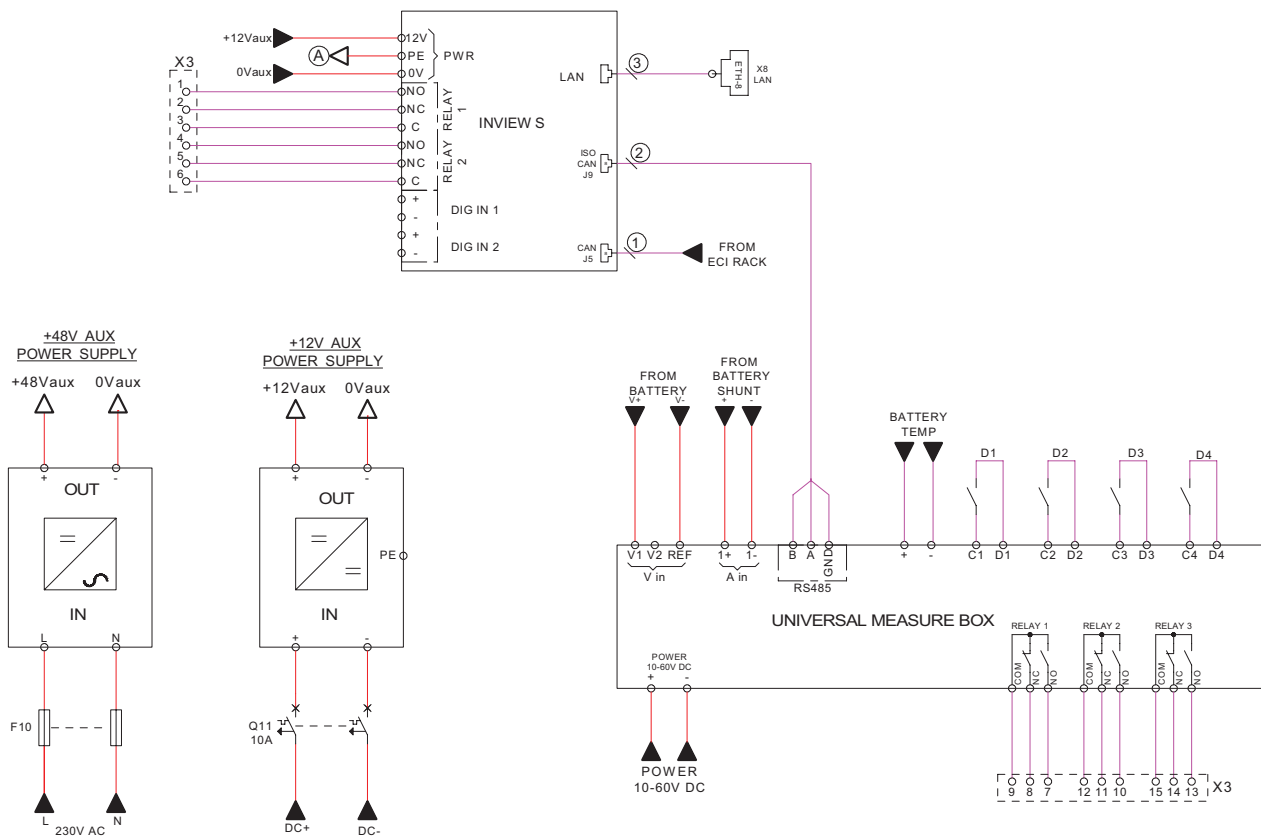 +12Vaux
12V
A
PE
PWR
0Vaux
0V
X3
1
NO
2
NC
3
C
RELAY 1
4
NO
5
NC
6
C
RELAY 2
+
-
DIG IN 1
+
-
DIG IN 2
INVIEW S
LAN
3
ETH-8
X8
LAN
ISO
CAN
J9
2
CAN
J5
1
FROM
ECI RACK
+48V AUX
POWER SUPPLY
+48Vaux 0Vaux
+ -
OUT
IN
L N
F10
L N
230V AC
+12V AUX
POWER SUPPLY
+12Vaux 0Vaux
+ -
OUT
PE
IN
+ -
Q11
10A
DC+ DC-
FROM
BATTERY
V+ V-
FROM
BATTERY
SHUNT
+ -
BATTERY
TEMP
D1 D2 D3 D4
V1 V2 REF
V in
1+ 1-
A in
B A GND
RS485
+ -
C1 D1 C2 D2 C3 D3 C4 D4
UNIVERSAL MEASURE BOX
POWER
10-60V DC
+ -
POWER
10-60V DC
RELAY 1 RELAY 2 RELAY 3
COM NC NO COM NC NO COM NC NO
9 8 7 12 11 10 15 14 13
X3